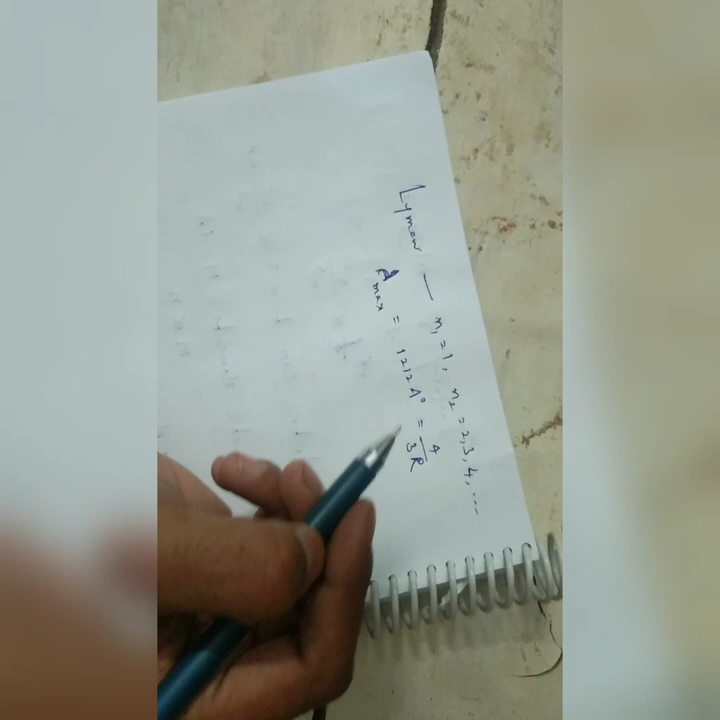 Lyman — n₁ = 1, n₂ = 2, 3, 4, ...
λmax = 1212 A° = 4/3R